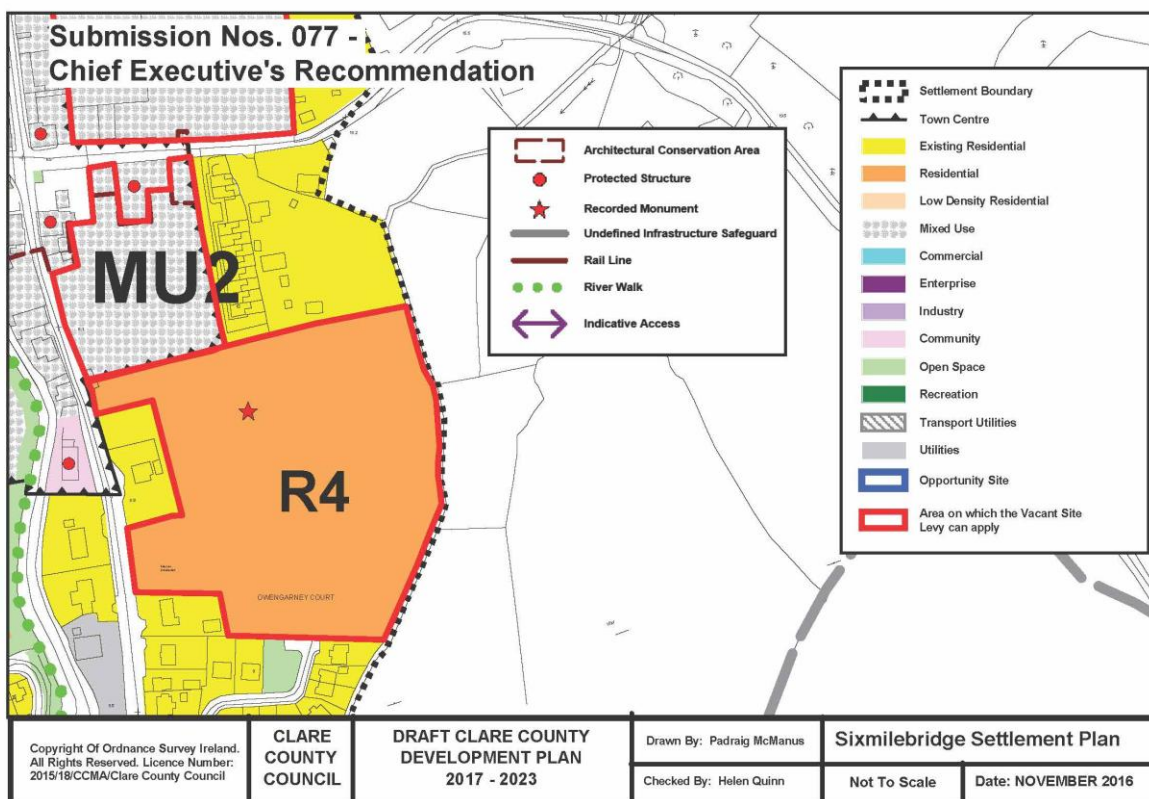 Submission Nos. 077 -
Chief Executive's Recommendation
Architectural Conservation Area
Protected Structure
Recorded Monument
Undefined Infrastructure Safeguard
Rail Line
River Walk
Indicative Access
Settlement Boundary
Town Centre
Existing Residential
Residential
Low Density Residential
Mixed Use
Commercial
Enterprise
Industry
Community
Open Space
Recreation
Transport Utilities
Utilities
Opportunity Site
Area on which the Vacant Site
Levy can apply
MU2
R4
OWENGARNEY COURT
Copyright Of Ordnance Survey Ireland.
All Rights Reserved. Licence Number:
2015/18/CCMA/Clare County Council
CLARE
COUNTY
COUNCIL
DRAFT CLARE COUNTY
DEVELOPMENT PLAN
2017 - 2023
Drawn By: Padraig McManus
Checked By: Helen Quinn
Sixmilebridge Settlement Plan
Not To Scale
Date: NOVEMBER 2016